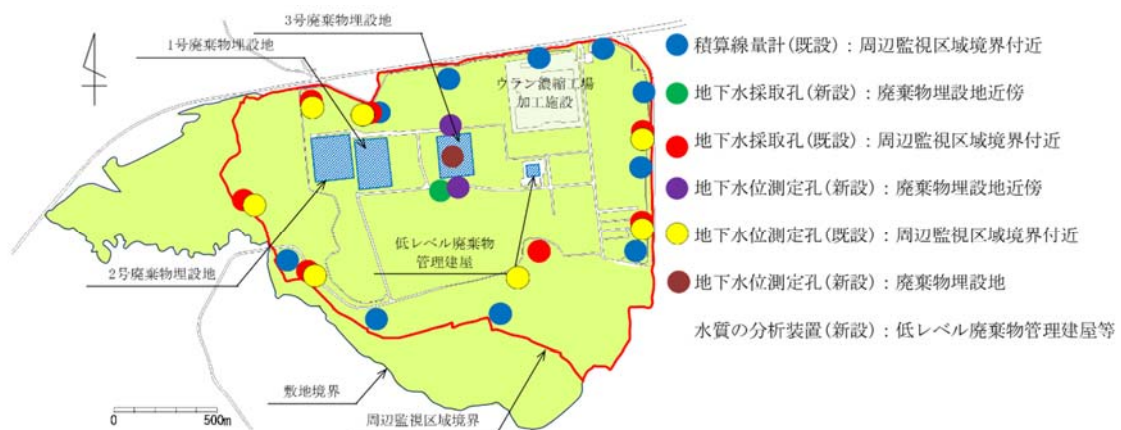 3号廃棄物埋設地
1号廃棄物埋設地
ウラン濃縮工場
加工施設
低レベル廃棄物
管理建屋
2号廃棄物埋設地
敷地境界
周辺監視区域境界
0 500m
積算線量計(既設)：周辺監視区域境界付近
地下水採取孔(新設)：廃棄物埋設地近傍
地下水採取孔(既設)：周辺監視区域境界付近
地下水位測定孔(新設)：廃棄物埋設地近傍
地下水位測定孔(既設)：周辺監視区域境界付近
地下水位測定孔(新設)：廃棄物埋設地
水質の分析装置(新設)：低レベル廃棄物管理建屋等